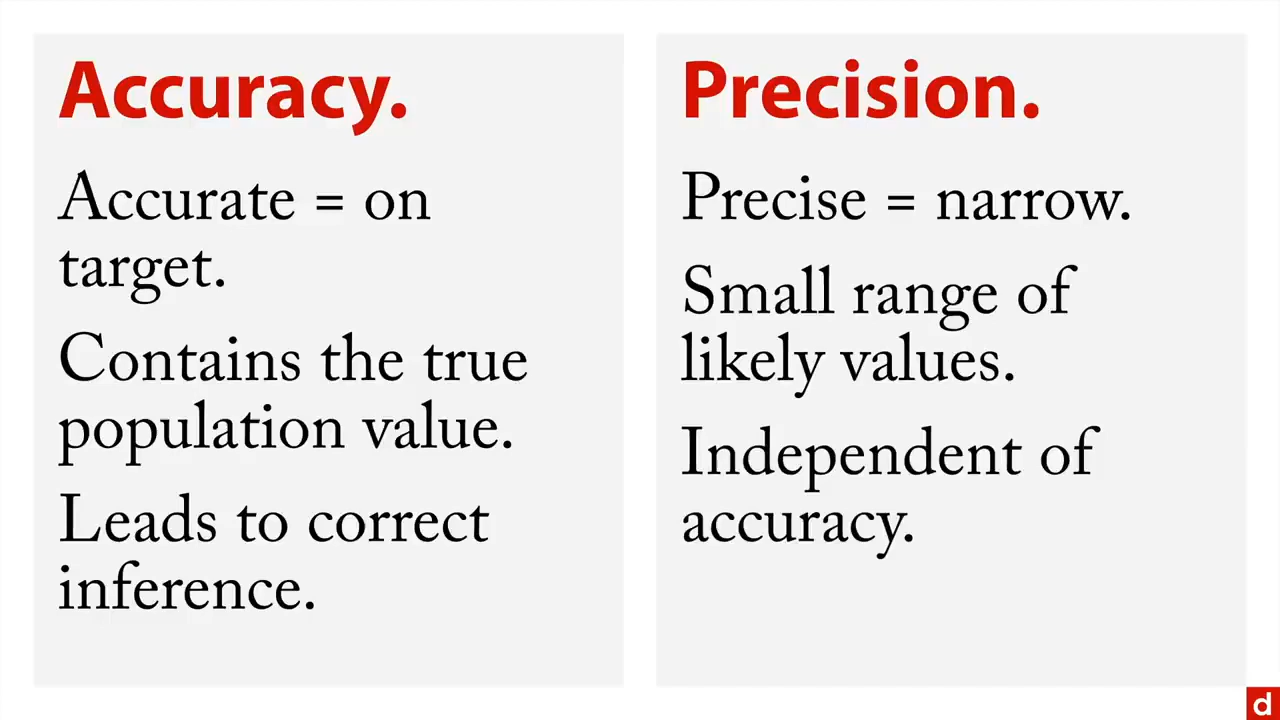 Accuracy.
Accurate = on
target.
Contains the true
population value.
Leads to correct
inference.
Precision.
Precise = narrow.
Small range of
likely values.
Independent of
accuracy.
d